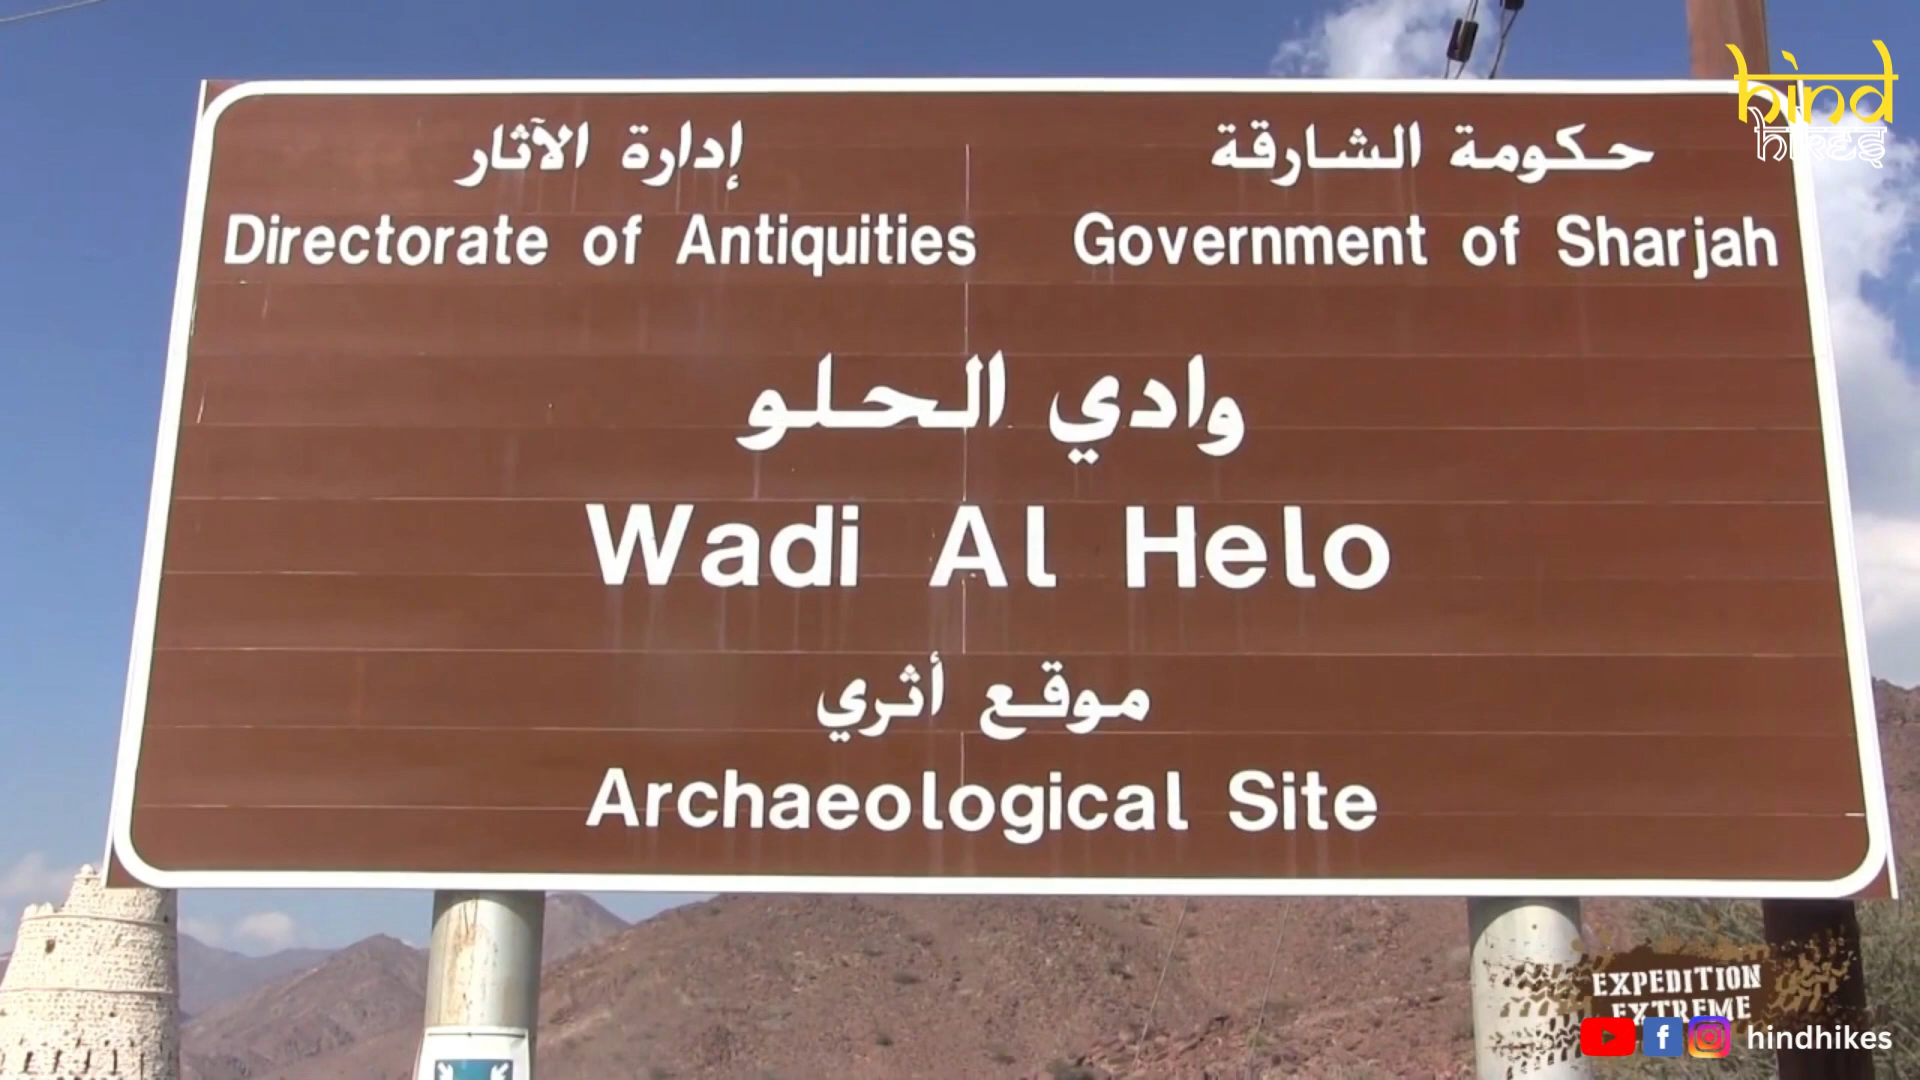 حكومة الشارقة
إدارة الآثار
Directorate of Antiquities
Government of Sharjah
وادي الحلو
Wadi Al Helo
موقع أثري
Archaeological Site
hind
hikes
EXPEDITION
EXTREME
hindhikes